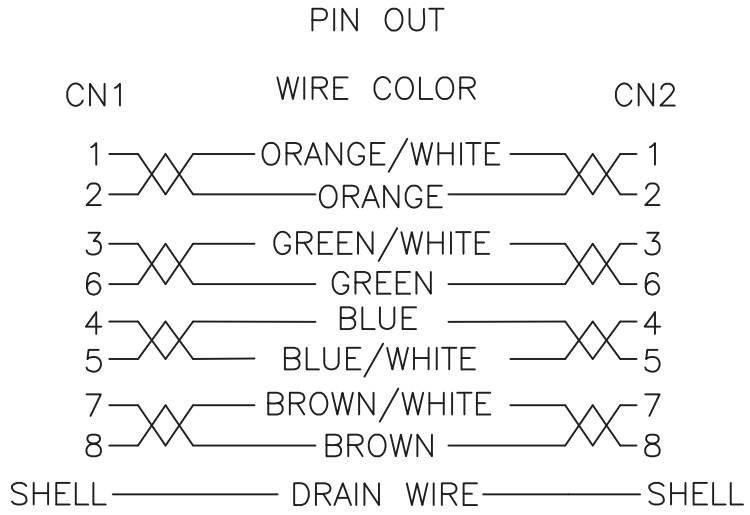 PIN OUT
CN1 WIRE COLOR CN2
1 ORANGE/WHITE 1
2 ORANGE 2
3 GREEN/WHITE 3
6 GREEN 6
4 BLUE 4
5 BLUE/WHITE 5
7 BROWN/WHITE 7
8 BROWN 8
SHELL DRAIN WIRE SHELL